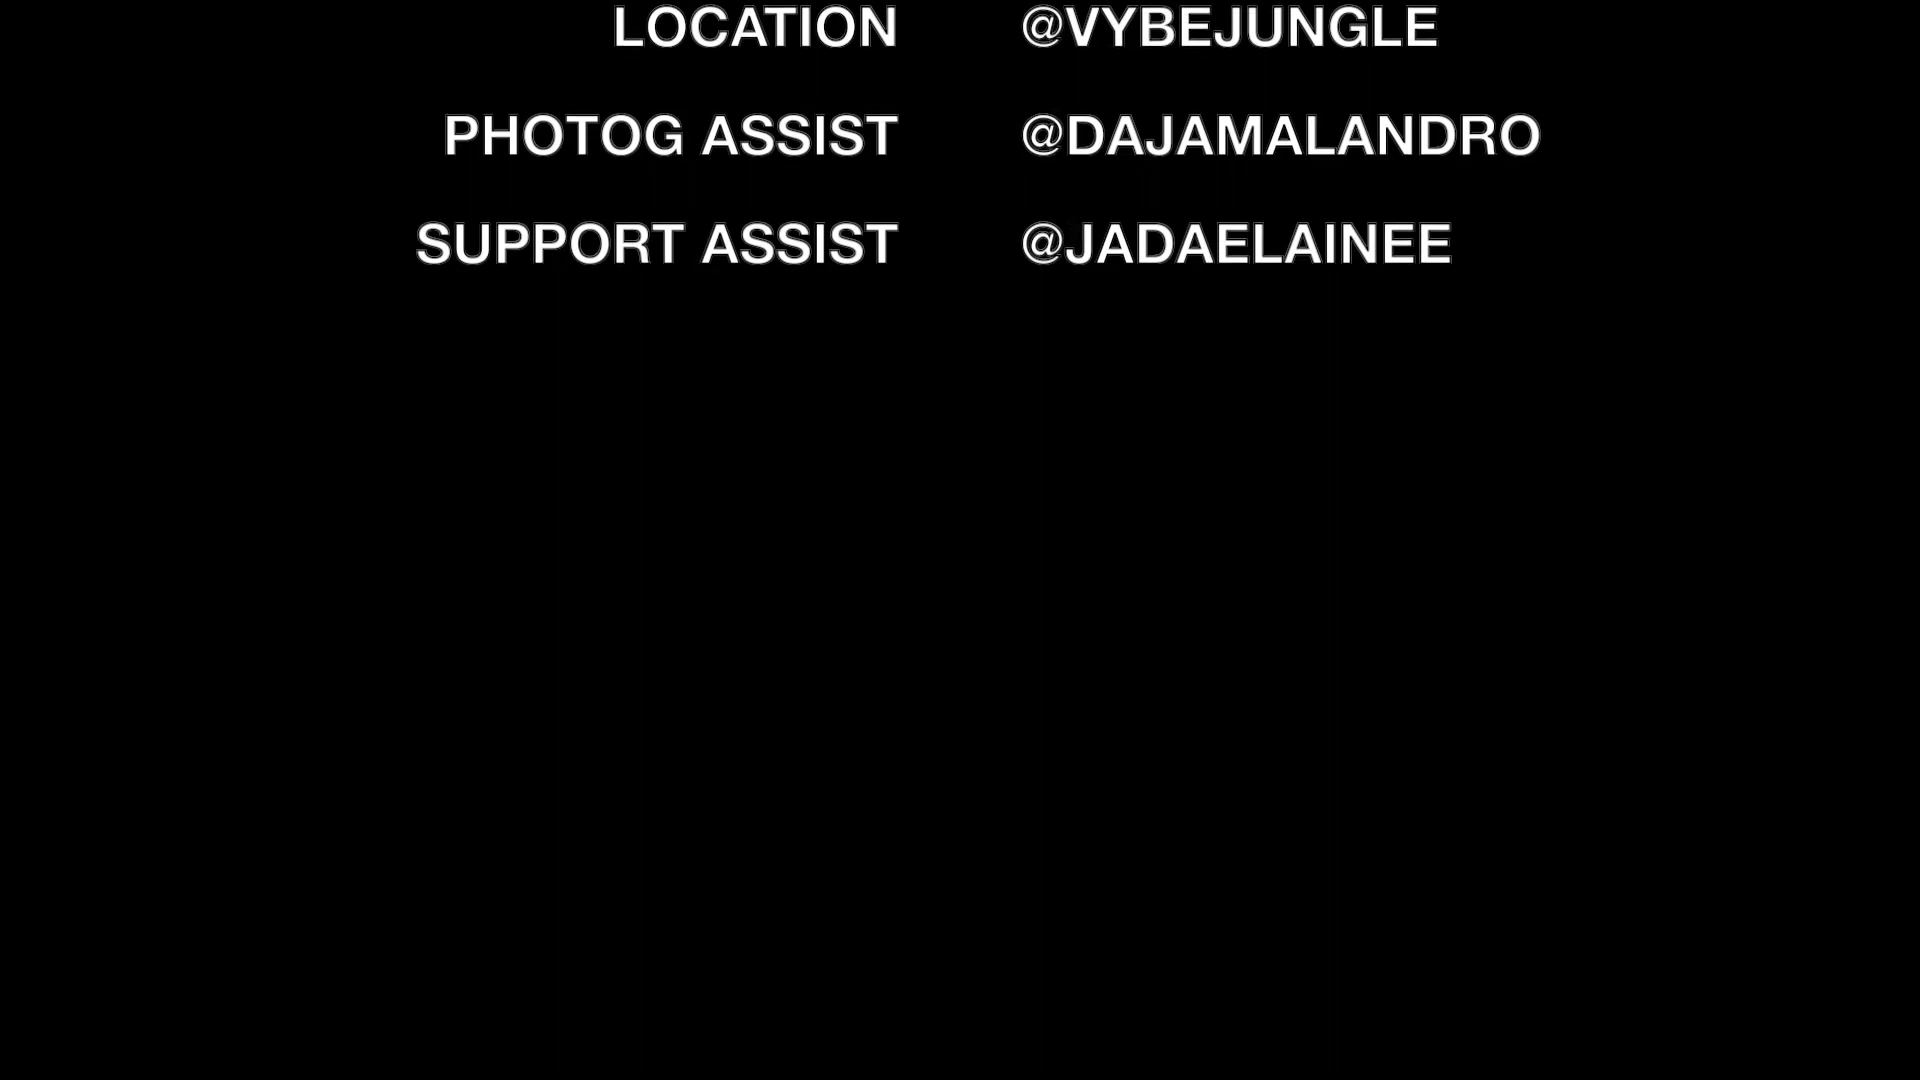 LOCATION @VYBEJUNGLE
PHOTOG ASSIST @DAJAMALANDRO
SUPPORT ASSIST @JADAELAINEE